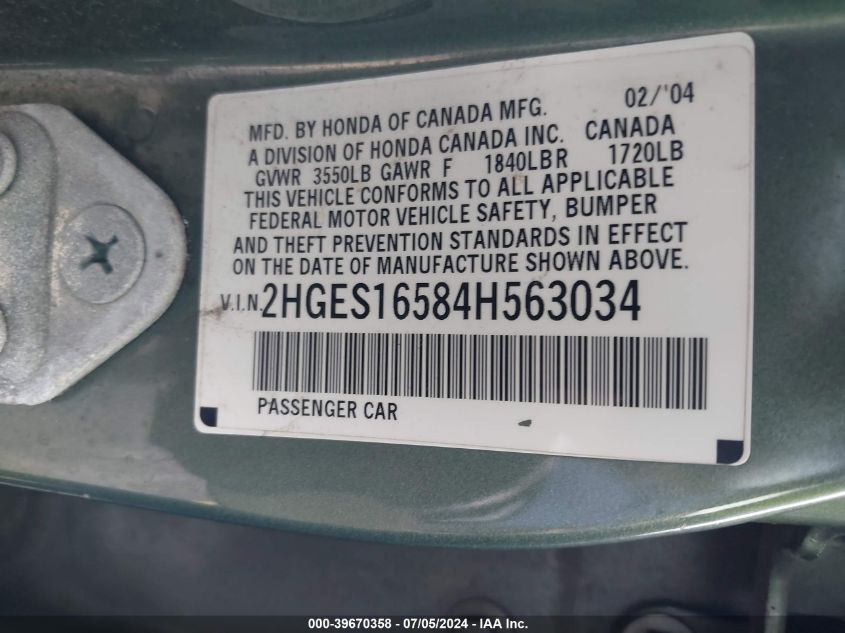 MFD. BY HONDA OF CANADA MFG. 02/'04
A DIVISION OF HONDA CANADA INC. CANADA
GVWR 3550LB GAWR F 1840LB R 1720LB
THIS VEHICLE CONFORMS TO ALL APPLICABLE
FEDERAL MOTOR VEHICLE SAFETY, BUMPER
AND THEFT PREVENTION STANDARDS IN EFFECT
ON THE DATE OF MANUFACTURE SHOWN ABOVE.
V.I.N. 2HGES16584H563034
PASSENGER CAR
000-39670358 - 07/05/2024 - US-CN - INC.